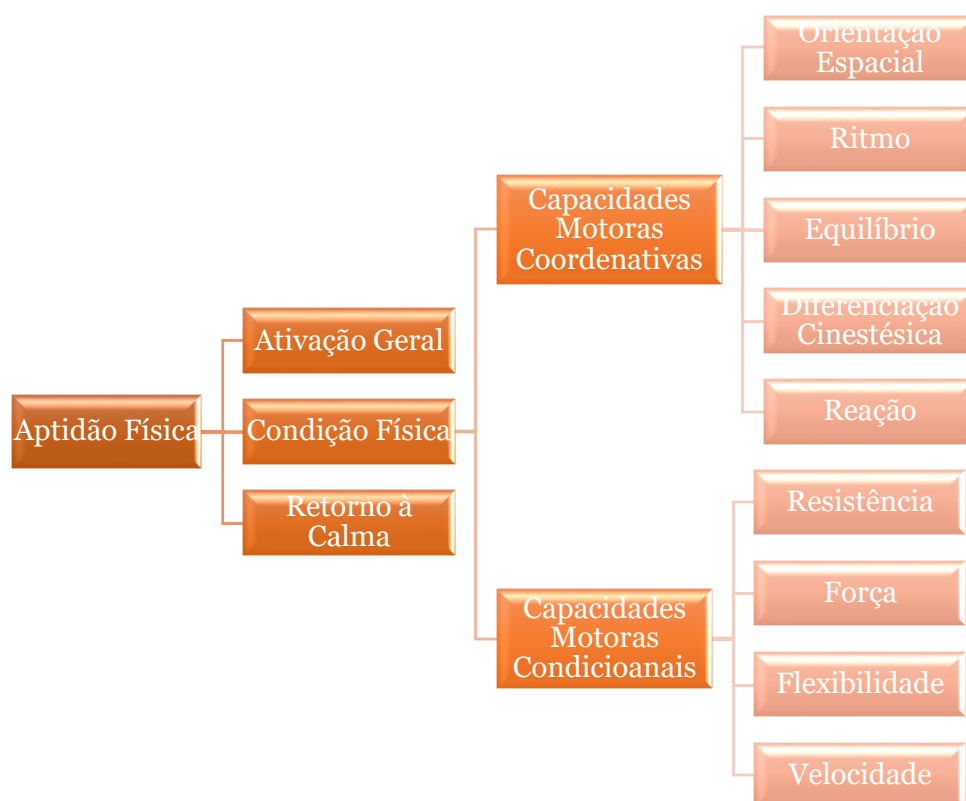 Aptidão Física
Ativação Geral
Condição Física
Retorno à
Calma
Capacidades
Motoras
Coordenativas
Orientação
Espacial
Ritmo
Equilíbrio
Diferenciação
Cinestésica
Reação
Capacidades
Motoras
Condicioanais
Resistência
Força
Flexibilidade
Velocidade